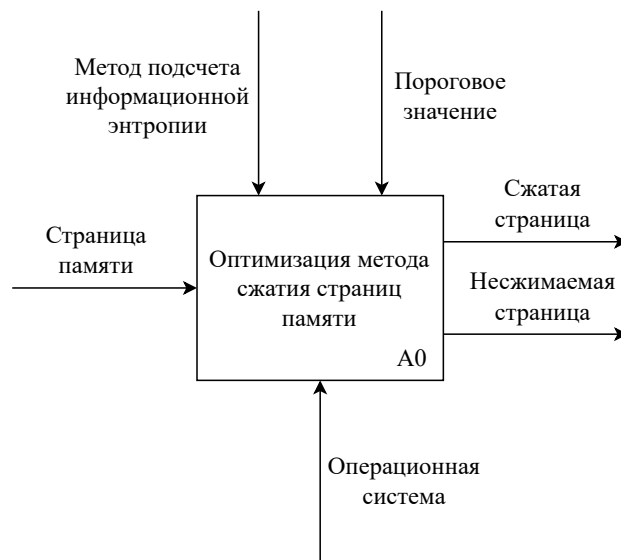 Метод подсчета
информационной
энтропии
Пороговое
значение
Страница
памяти
Оптимизация метода
сжатия страниц
памяти
А0
Сжатая
страница
Несжимаемая
страница
Операционная
система